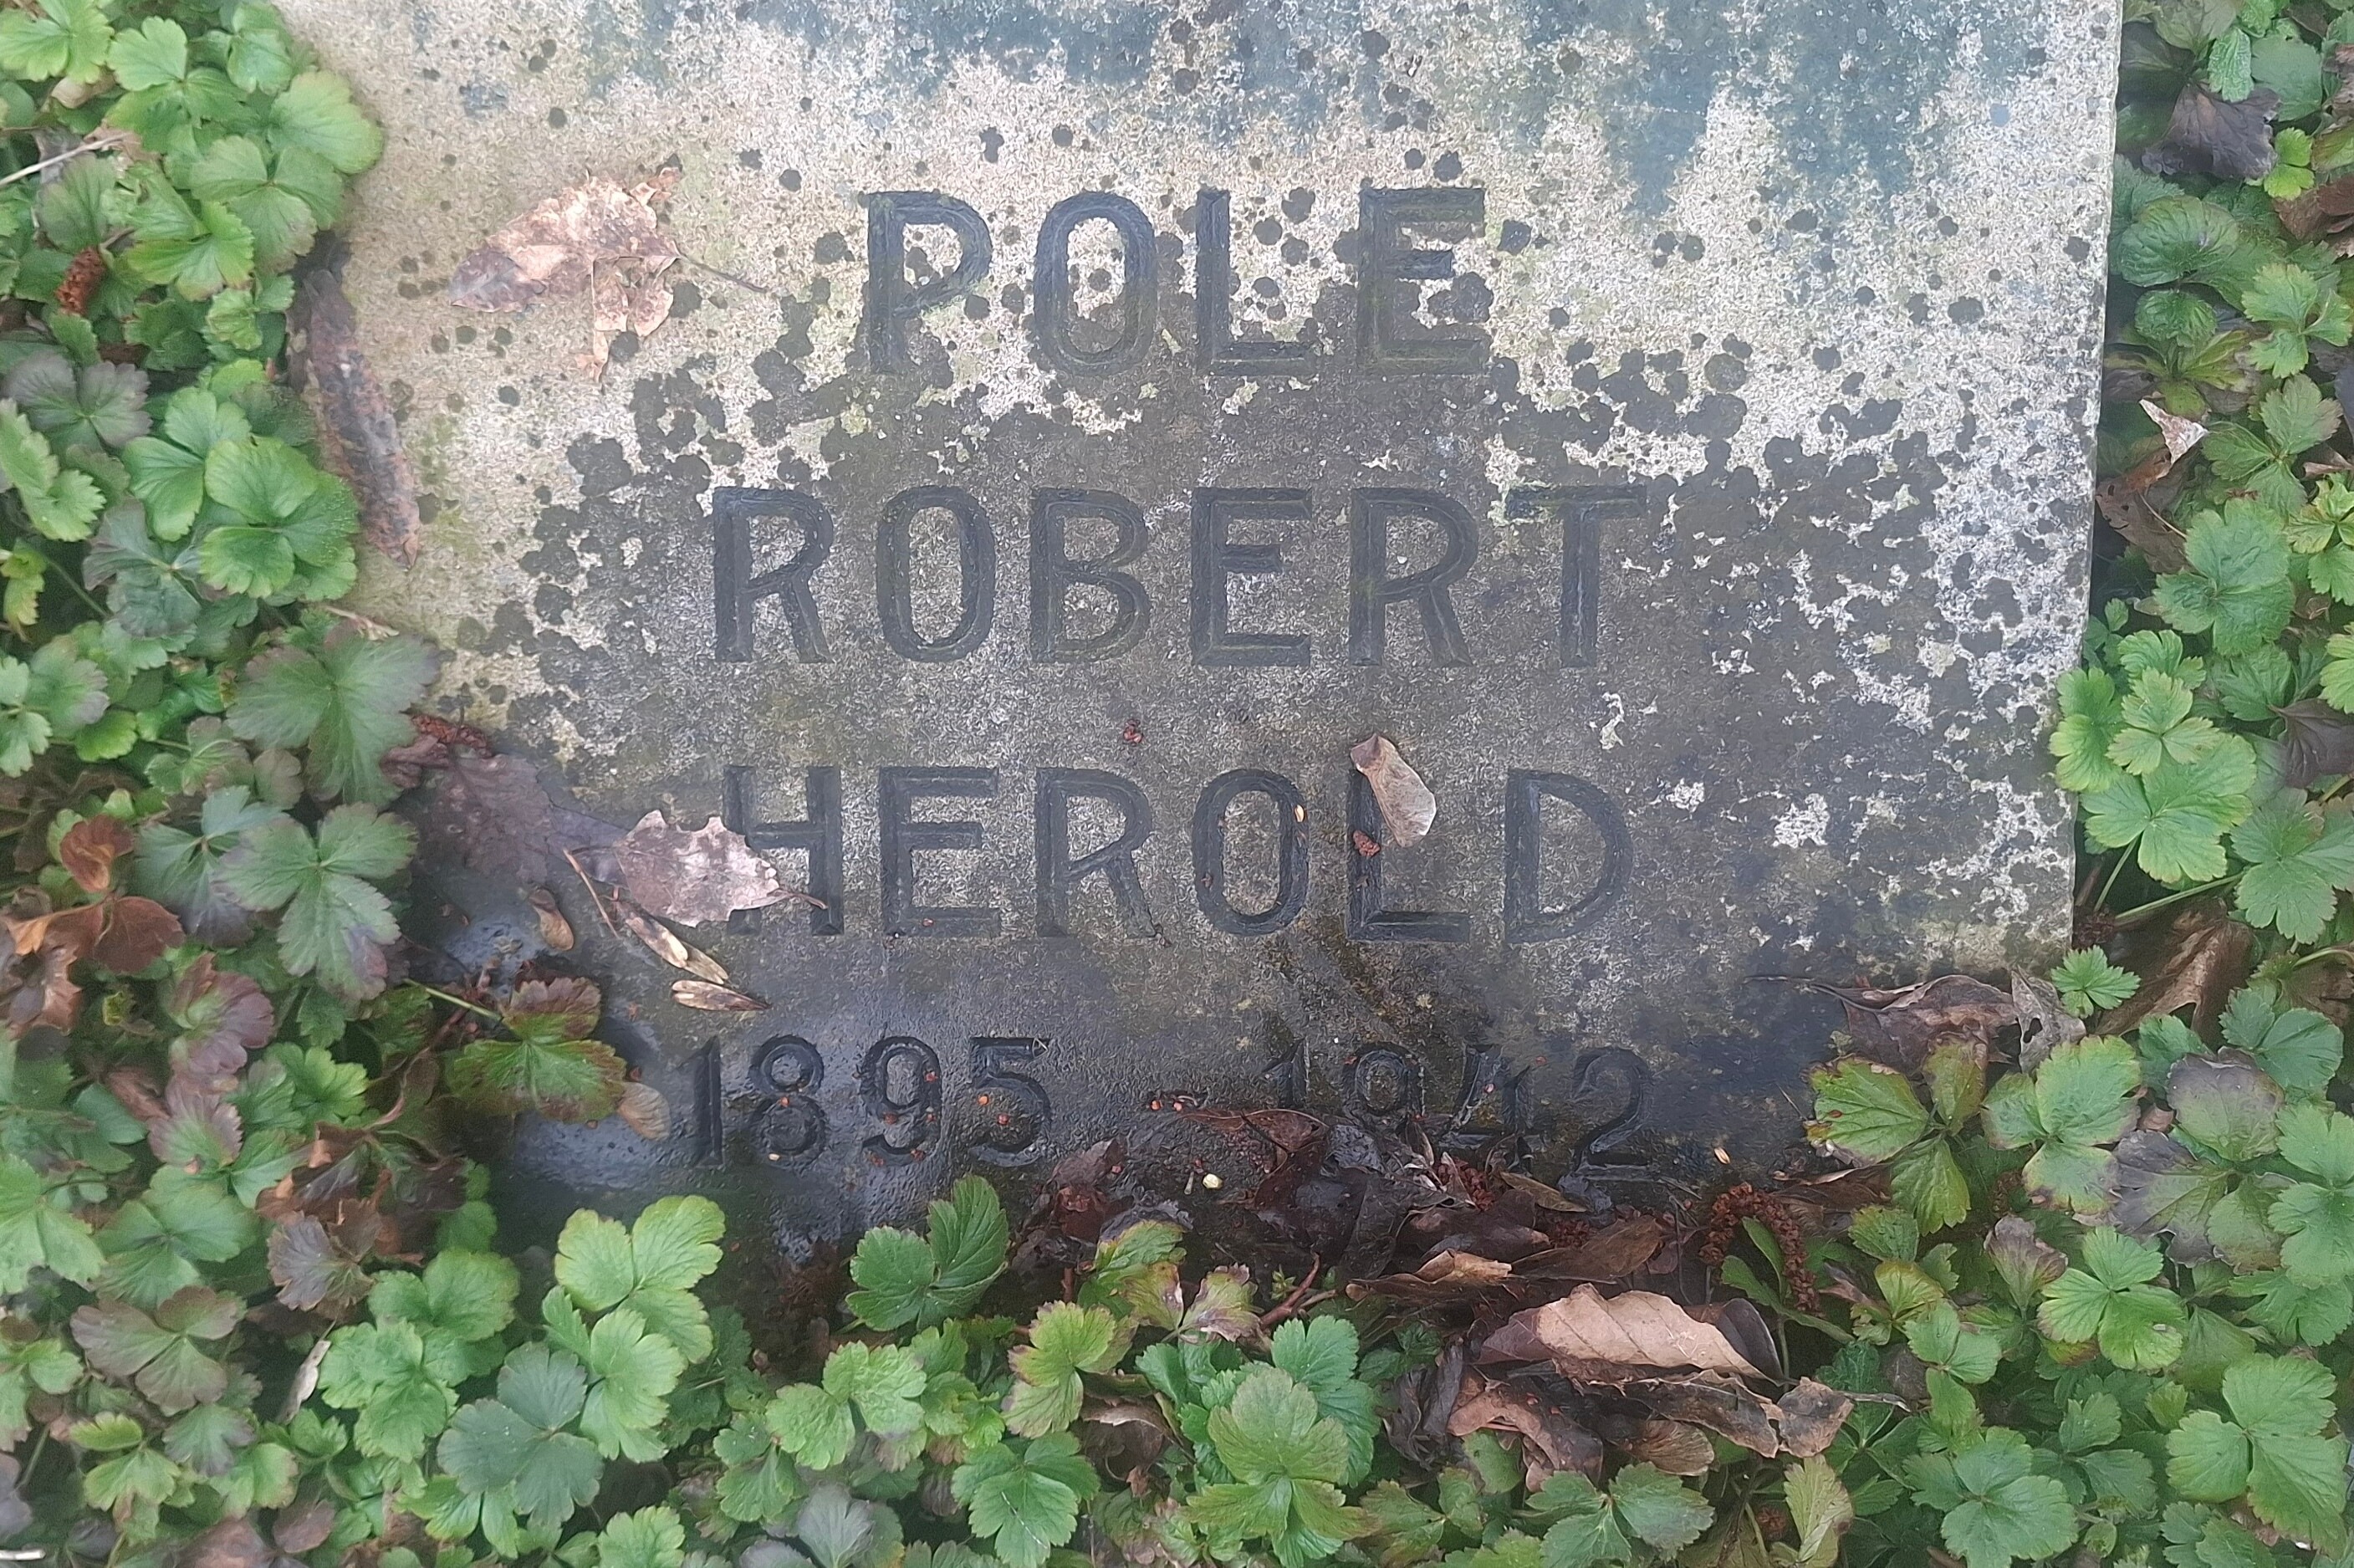 POLE
ROBERT
HEROLD
1895 1942